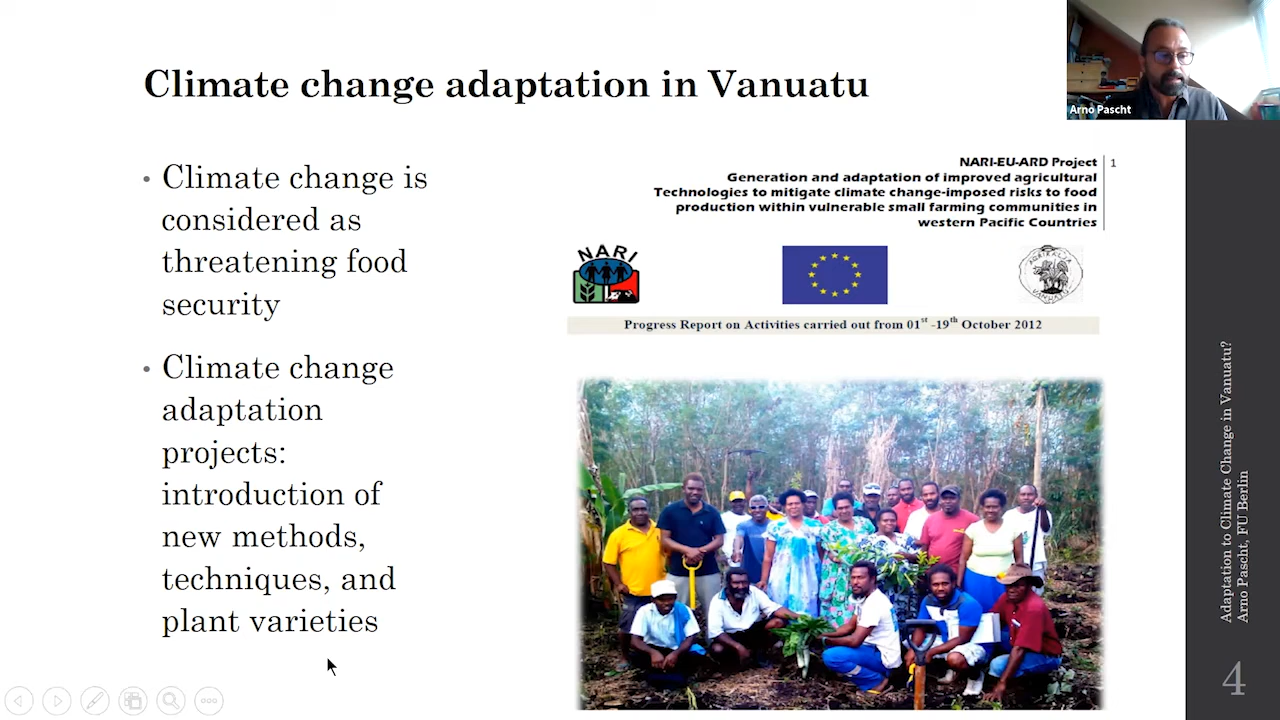 Climate change adaptation in Vanuatu
Arno Pascht
• Climate change is
considered as
threatening food
security
• Climate change
adaptation
projects:
introduction of
new methods,
techniques, and
plant varieties
NARI-EU-ARD Project
1
Generation and adaptation of improved agricultural
Technologies to mitigate climate change-imposed risks to food
production within vulnerable small farming communities in
western Pacific Countries
NARI
VANUATU
Progress Report on Activities carried out from 01st -19th October 2012
Adaptation to Climate Change in Vanuatu?
Arno Pascht, FU Berlin
4